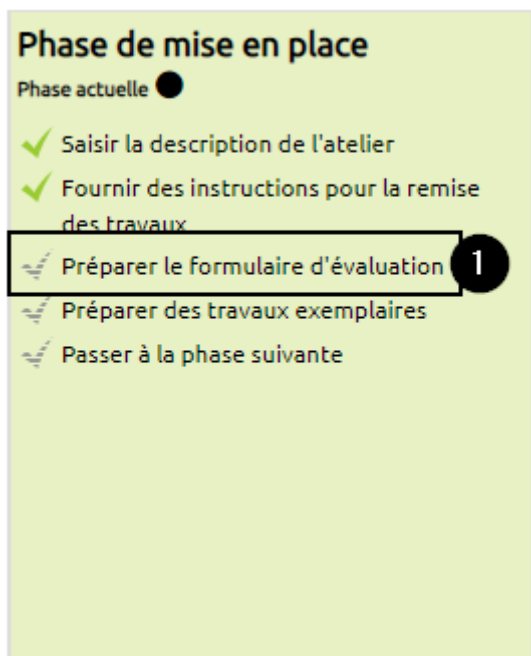 Phase de mise en place
Phase actuelle
Saisir la description de l'atelier
Fournir des instructions pour la remise
des travaux
Préparer le formulaire d'évaluation
1
Préparer des travaux exemplaires
Passer à la phase suivante